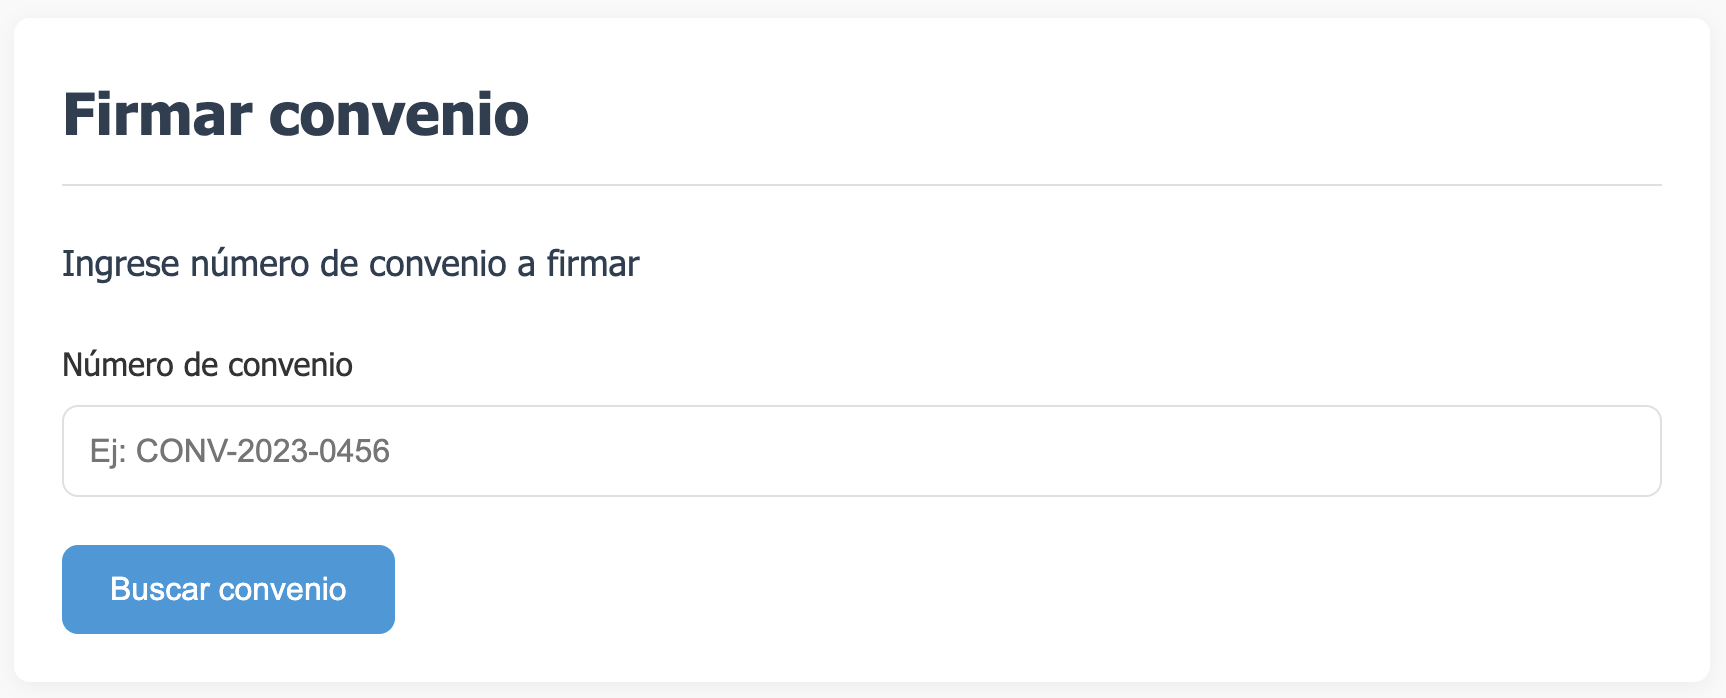 Firmar convenio
Ingrese número de convenio a firmar
Número de convenio
Ej: CONV-2023-0456
Buscar convenio